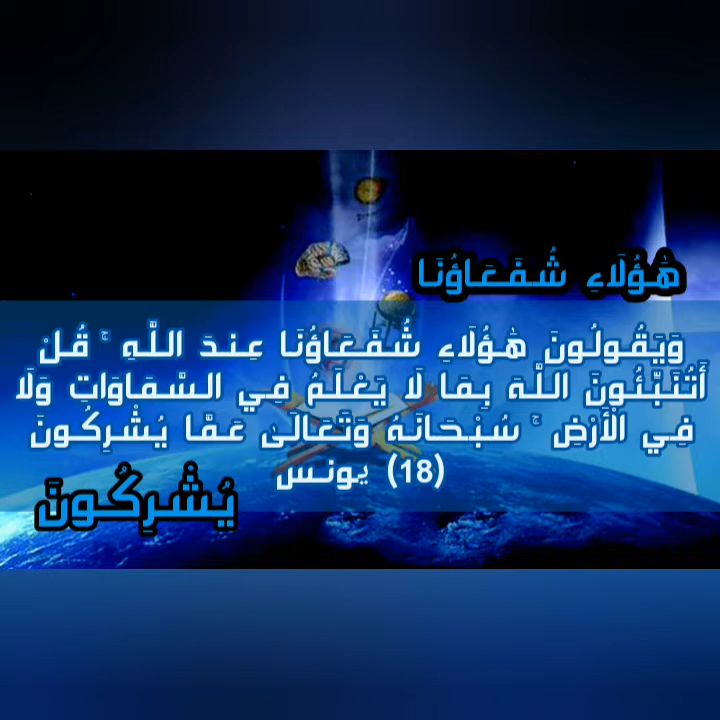 هَٰؤُلَاءِ شُفَعَاؤُنَا
وَيَقُولُونَ هَٰؤُلَاءِ شُفَعَاؤُنَا عِندَ اللَّهِ ۚ قُلْ
أَتُنَبِّئُونَ اللَّهَ بِمَا لَا يَعْلَمُ فِي السَّمَاوَاتِ وَلَا
فِي الْأَرْضِ ۚ سُبْحَانَهُ وَتَعَالَىٰ عَمَّا يُشْرِكُونَ
(18) يونس
يُشْرِكُونَ